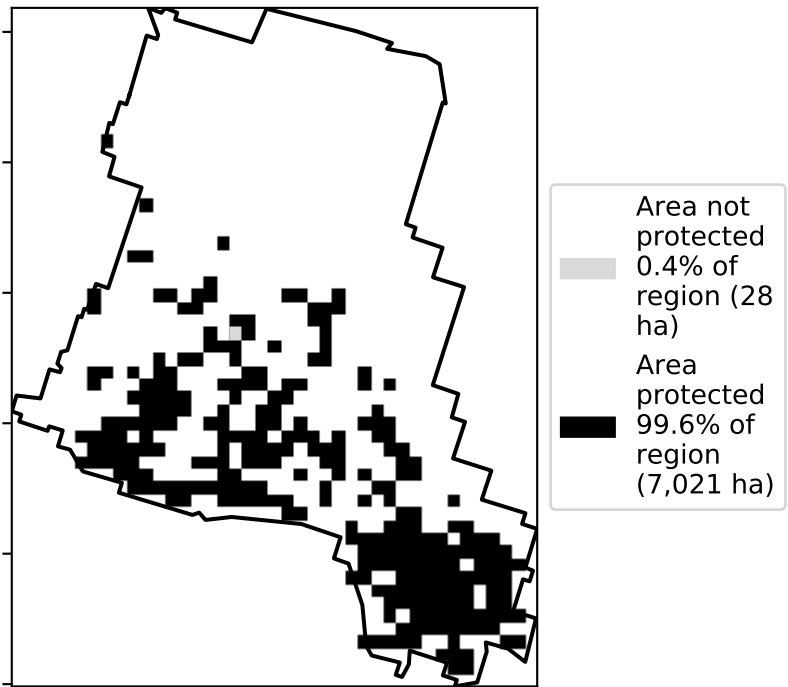 Area not
protected
0.4% of
region (28
ha)
Area
protected
99.6% of
region
(7,021 ha)